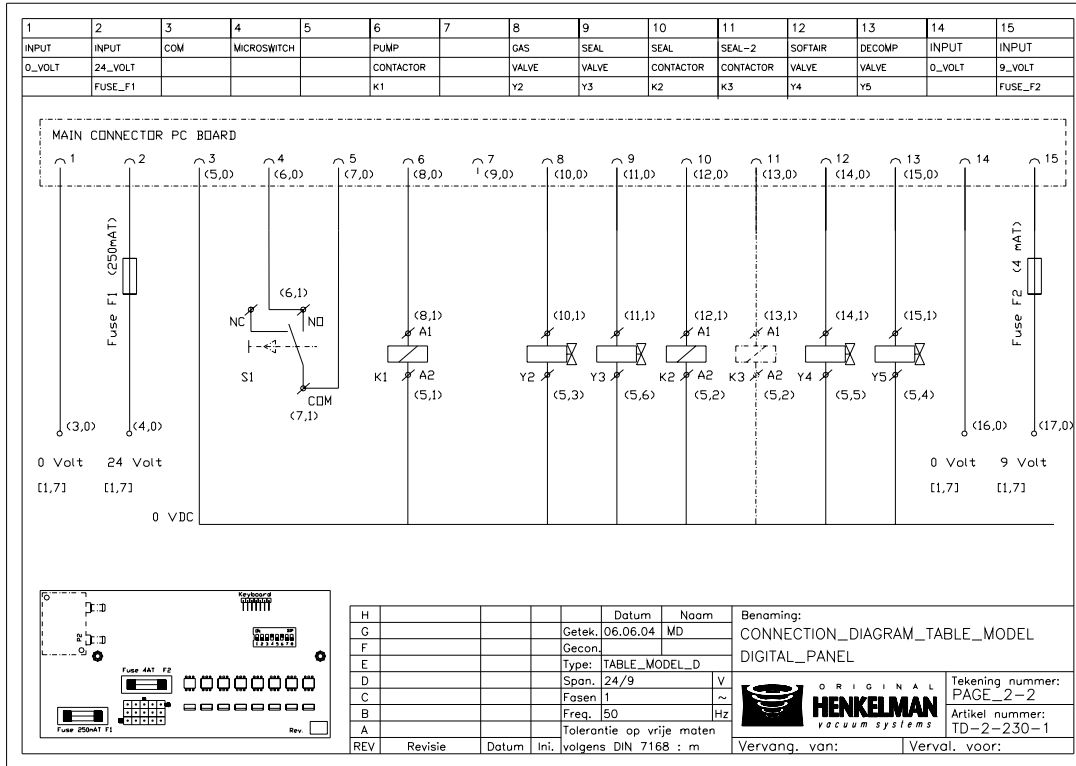 1 2 3 4 5 6 7 8 9 10 11 12 13 14 15
INPUT INPUT COM MICROSWITCH PUMP GAS SEAL SEAL SEAL-2 SOFTAIR DECOMP INPUT INPUT
0_VOLT 24_VOLT CONTACTOR VALVE VALVE CONTACTOR CONTACTOR VALVE VALVE 0_VOLT 9_VOLT
FUSE_F1 K1 Y2 Y3 K2 K3 Y4 Y5 FUSE_F2
MAIN CONNECTOR PC BOARD
1 2 3 4 5 6 7 8 9 10 11 12 13 14 15
(5,0) (6,0) (7,0) (8,0) (9,0) (10,0) (11,0) (12,0) (13,0) (14,0) (15,0)
Fuse F1 (250mAT)
Fuse F2 (4 mAT)
(6,1)
NC NO
S1
COM
(7,1)
(8,1) (10,1) (11,1) (12,1) (13,1) (14,1) (15,1)
A1 A1 A1
K1 A2 Y2 Y3 K2 A2 K3 A2 Y4 Y5
(5,1) (5,3) (5,6) (5,2) (5,2) (5,5) (5,4)
(3,0) (4,0) (16,0) (17,0)
0 Volt 24 Volt 0 Volt 9 Volt
[1,7] [1,7] [1,7] [1,7]
0 VDC
Keyboard
P2
ON DIP
1 2 3 4 5 6 7 8
Fuse 4AT F2
Fuse 250mAT F1
Rev.
H Datum Naam
G Getek. 06.06.04 MD
F Gecon.
E Type: TABLE_MODEL_D
D Span. 24/9 V
C Fasen 1 ~
B Freq. 50 Hz
A Tolerantie op vrije maten
REV Revisie Datum Ini. volgens DIN 7168 : m
Benaming:
CONNECTION_DIAGRAM_TABLE_MODEL
DIGITAL_PANEL
ORIGINAL
HENKELMAN
vacuum systems
Tekening nummer:
PAGE_2-2
Artikel nummer:
TD-2-230-1
Vervang. van: Verval. voor: